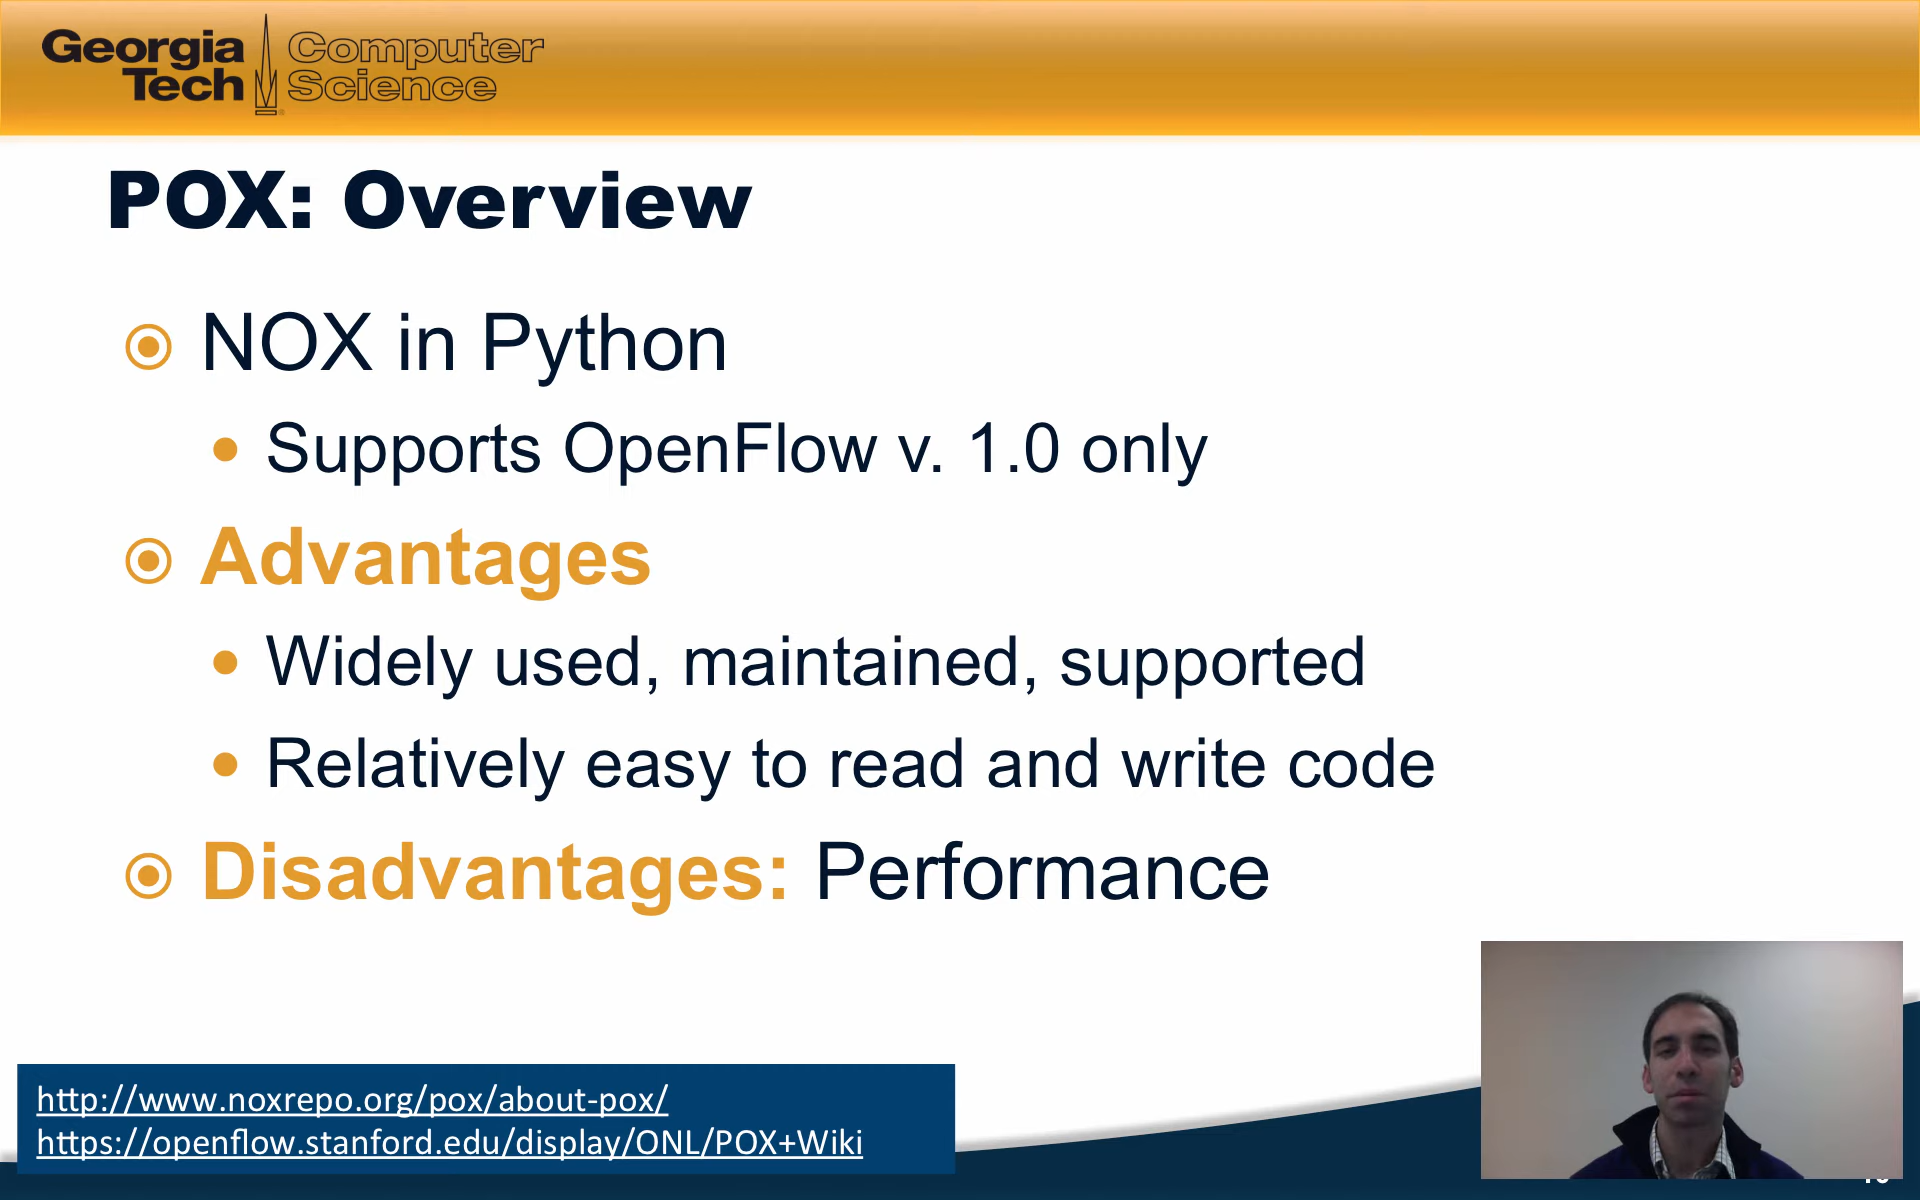 Georgia Tech
Computer Science
POX: Overview
NOX in Python
Supports OpenFlow v. 1.0 only
Advantages
Widely used, maintained, supported
Relatively easy to read and write code
Disadvantages: Performance
http://www.noxrepo.org/pox/about-pox/
https://openflow.stanford.edu/display/ONL/POX+Wiki